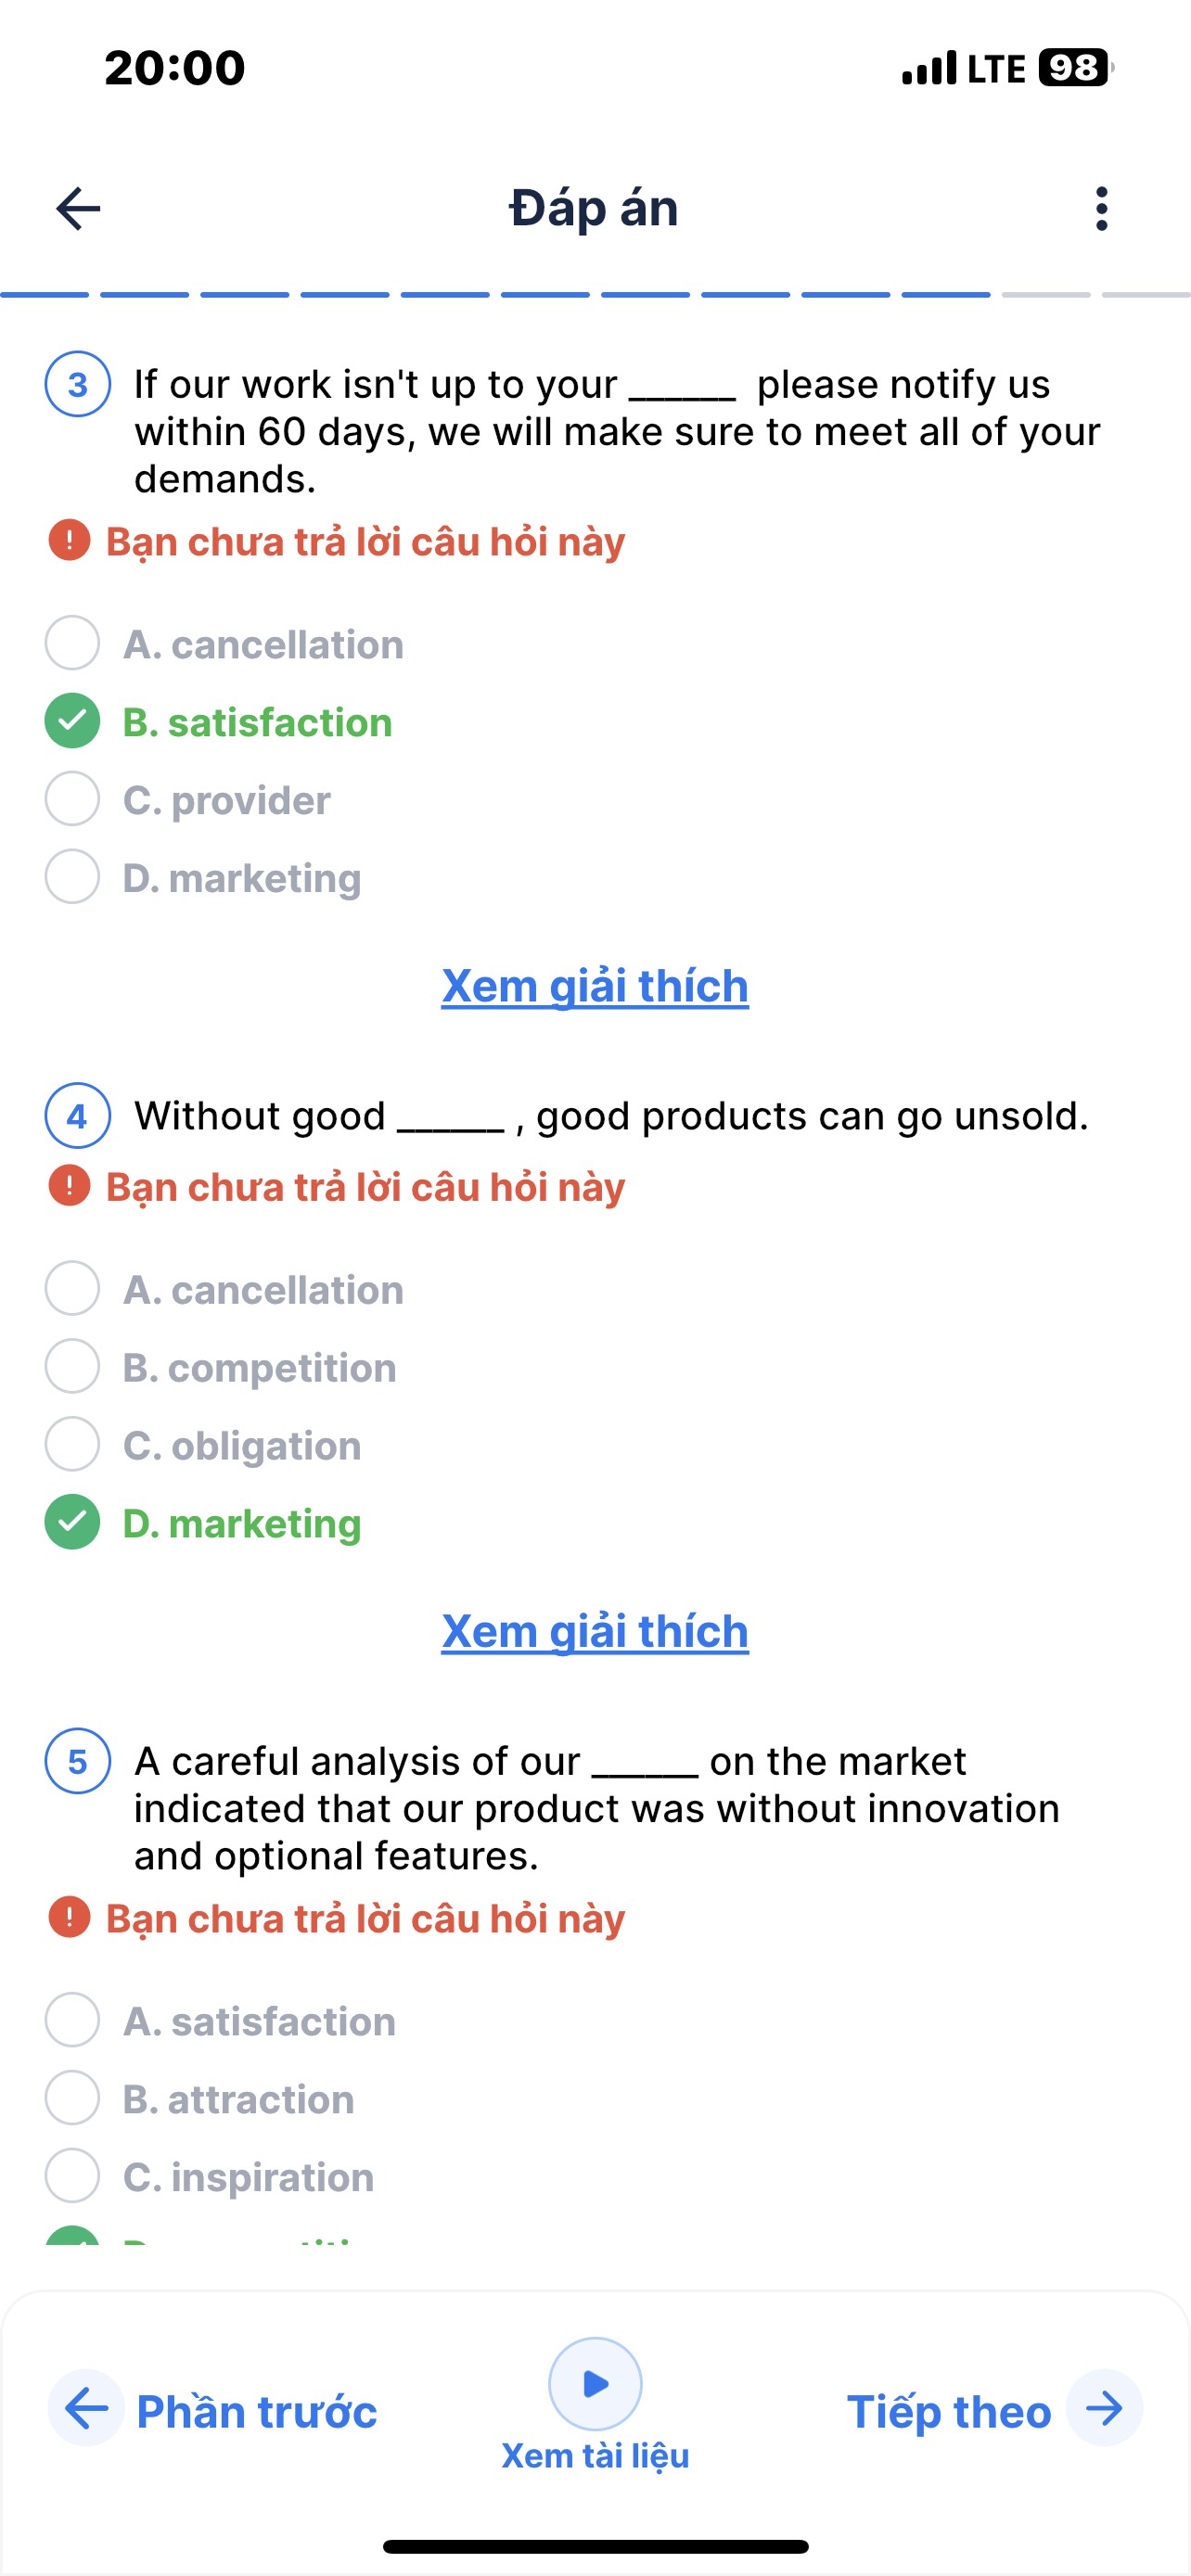 20:00
LTE 98
Đáp án
3 If our work isn't up to your ______ please notify us
within 60 days, we will make sure to meet all of your
demands.
! Bạn chưa trả lời câu hỏi này
A. cancellation
B. satisfaction
C. provider
D. marketing
Xem giải thích
4 Without good ______ , good products can go unsold.
! Bạn chưa trả lời câu hỏi này
A. cancellation
B. competition
C. obligation
D. marketing
Xem giải thích
5 A careful analysis of our ______ on the market
indicated that our product was without innovation
and optional features.
! Bạn chưa trả lời câu hỏi này
A. satisfaction
B. attraction
C. inspiration
Phần trước
Xem tài liệu
Tiếp theo